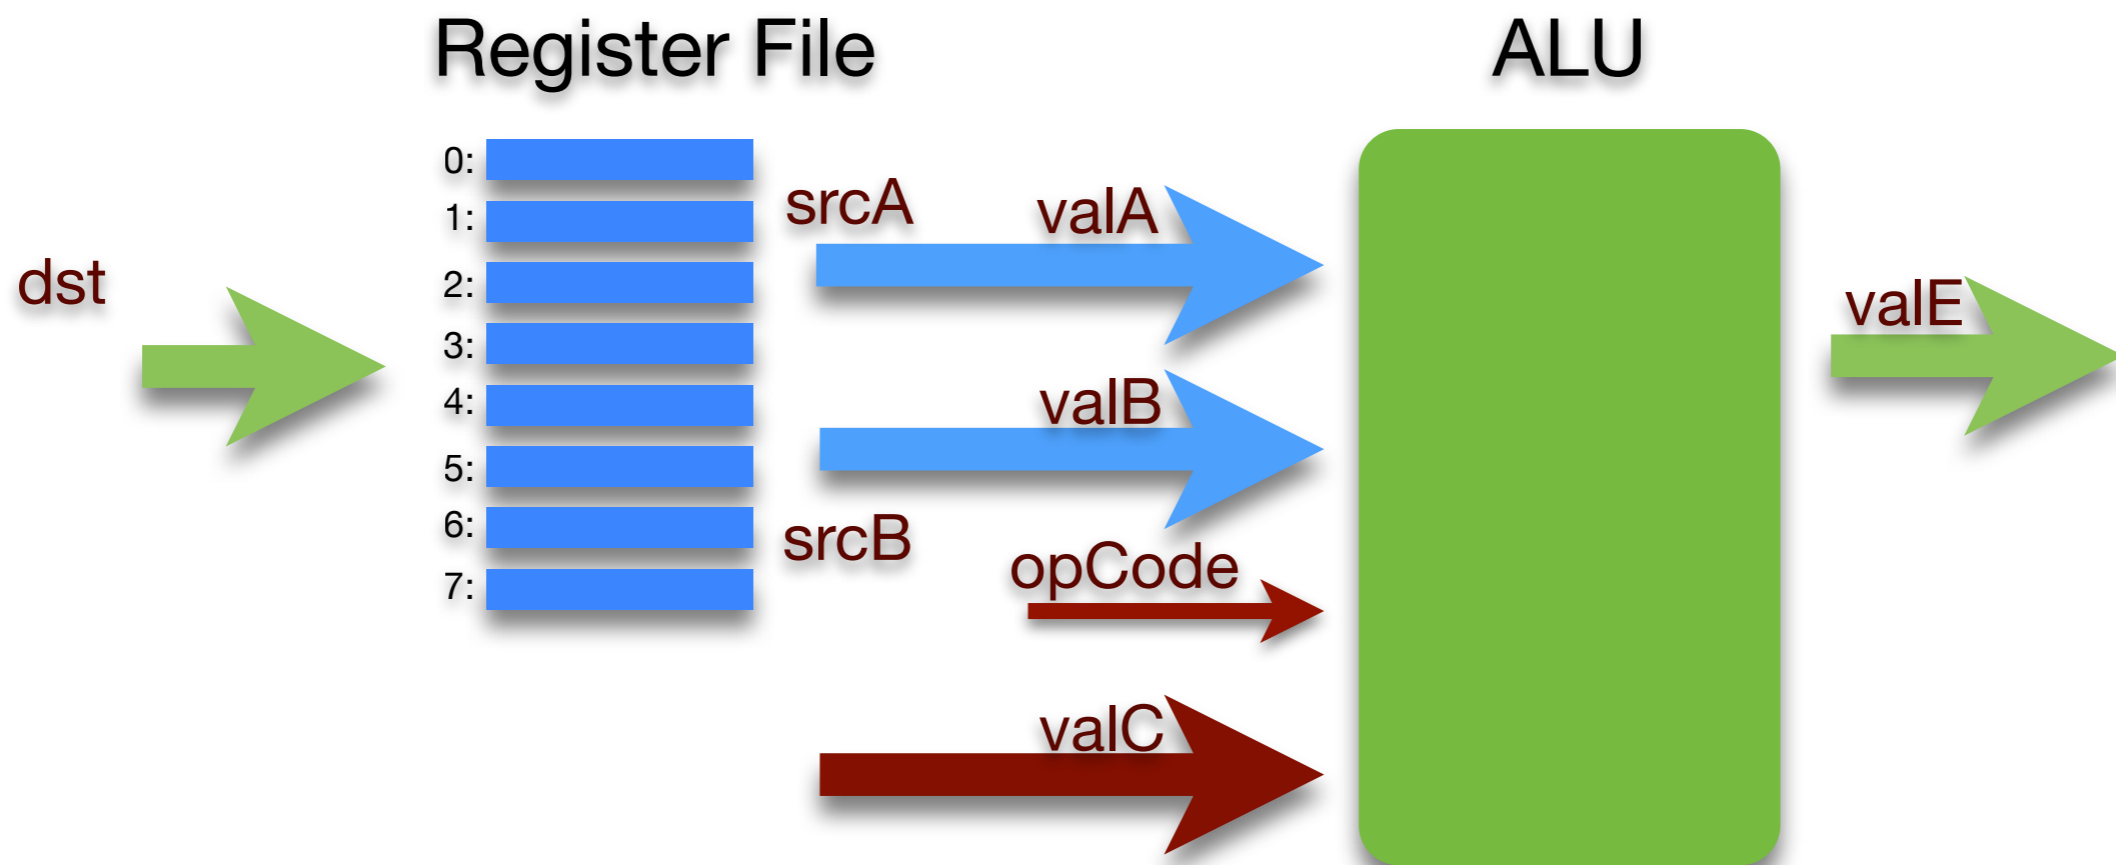 Register File
ALU
0:
1:
2:
3:
4:
5:
6:
7:
dst
srcA
valA
valB
srcB
opCode
valC
valE